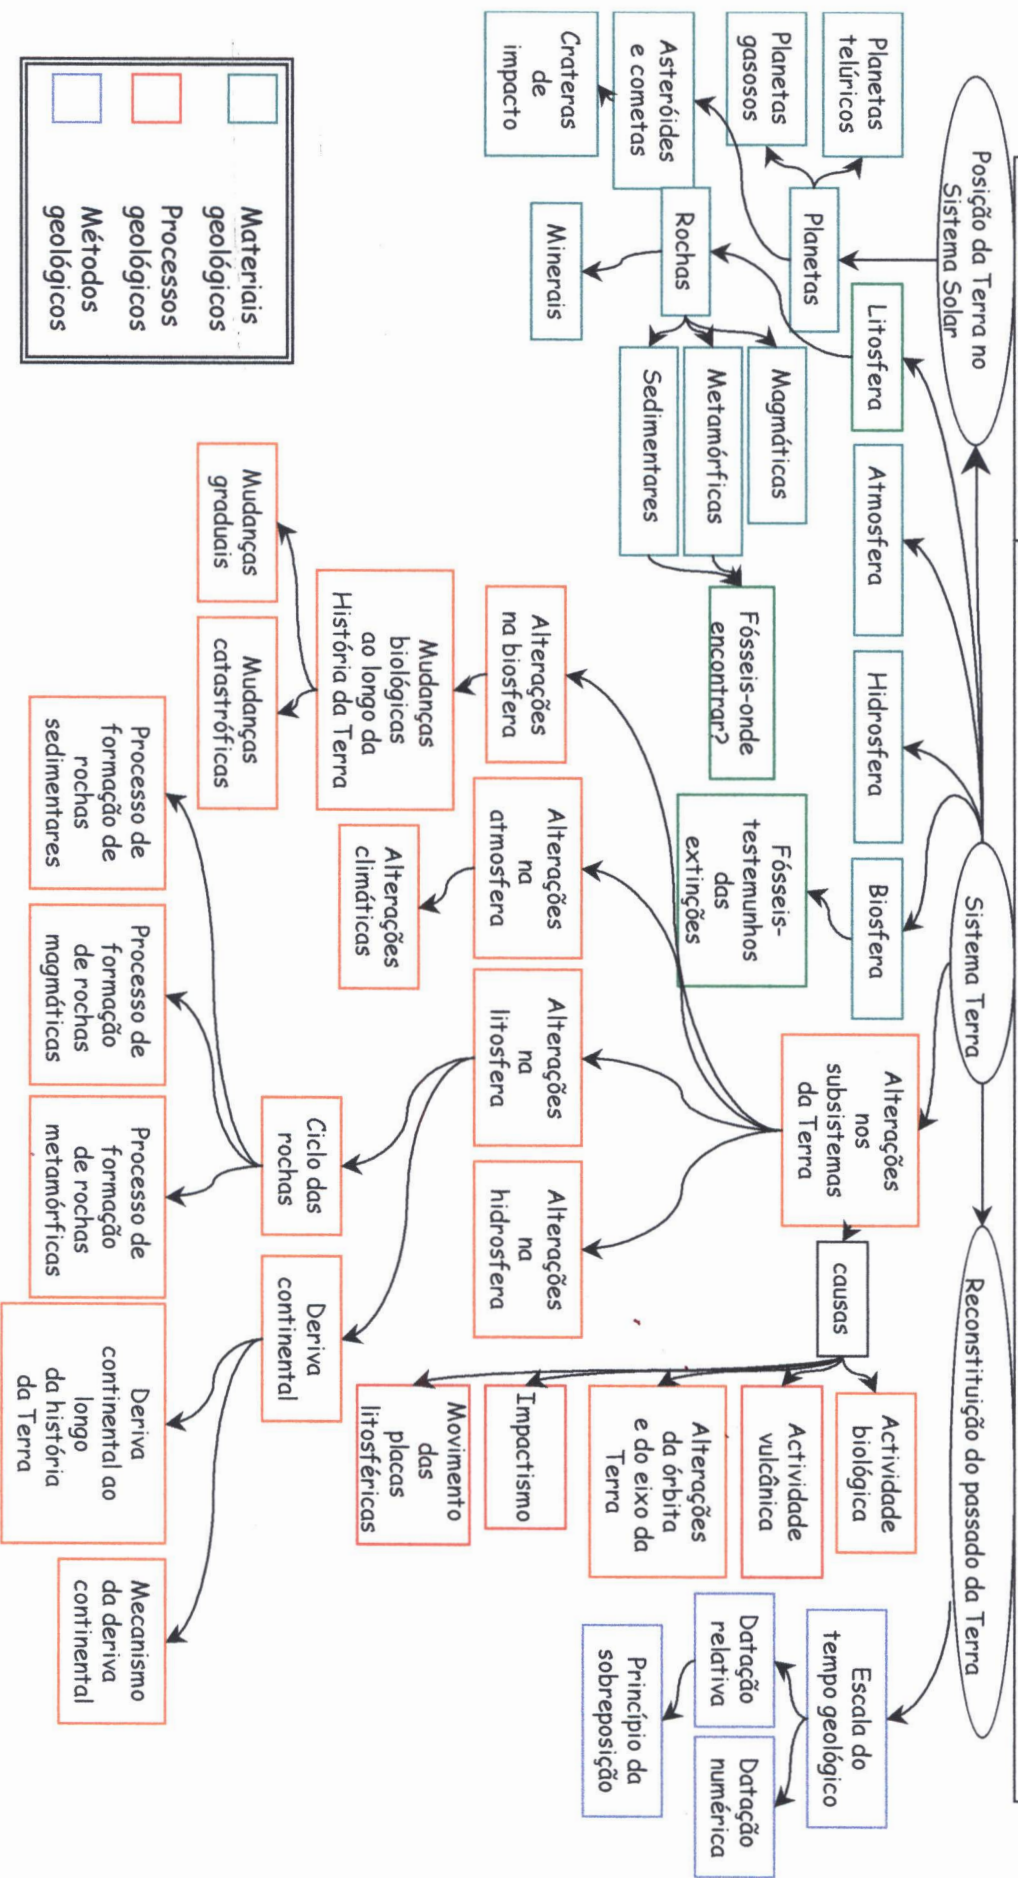 Posição da Terra no
Sistema Solar
Sistema Terra
Reconstituição do passado da Terra
Planetas
telúricos
Planetas
gasosos
Planetas
Asteróides
e cometas
Crateras
de
impacto
Litosfera
Atmosfera
Hidrosfera
Biosfera
Rochas
Minerais
Magmáticas
Metamórficas
Sedimentares
Fósseis-onde
encontrar?
Fósseis-
testemunhos
das
extinções
Alterações
nos
subsistemas
da Terra
causas
Actividade
biológica
Actividade
vulcânica
Alterações
da órbita
e do eixo da
Terra
Impactismo
Movimento
das
placas
litosféricas
Escala do
tempo geológico
Datação
relativa
Datação
numérica
Princípio da
sobreposição
Alterações
na biosfera
Alterações
na
atmosfera
Alterações
na
litosfera
Alterações
na
hidrosfera
Mudanças
biológicas
ao longo da
História da Terra
Alterações
climáticas
Mudanças
graduais
Mudanças
catastróficas
Ciclo das
rochas
Deriva
continental
Processo de
formação de
rochas
sedimentares
Processo de
formação
de rochas
magmáticas
Processo de
formação
de rochas
metamórficas
Deriva
continental ao
longo
da história
da Terra
Mecanismo
da deriva
continental
Materiais
geológicos
Processos
geológicos
Métodos
geológicos